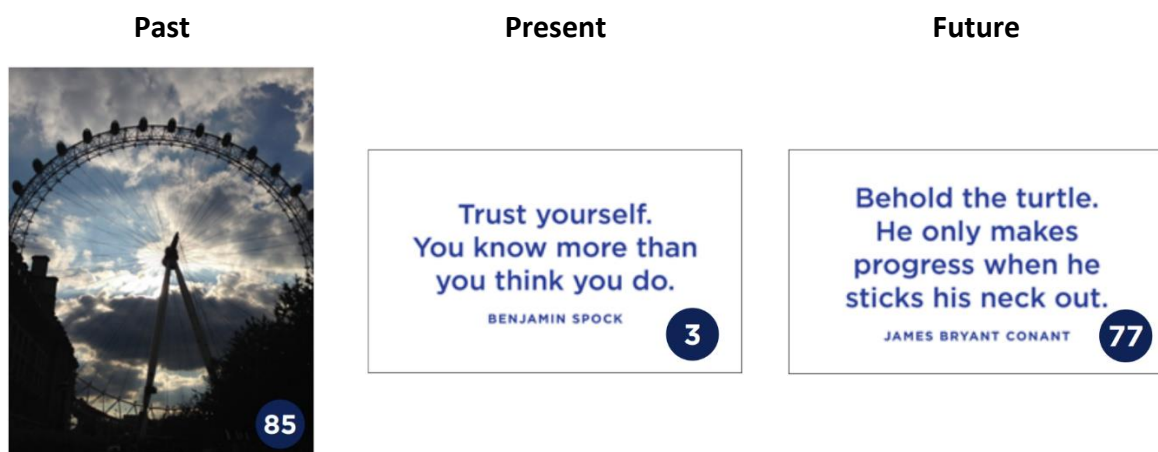 Past
Present
Future
85
Trust yourself.
You know more than
you think you do.
BENJAMIN SPOCK
3
Behold the turtle.
He only makes
progress when he
sticks his neck out.
JAMES BRYANT CONANT
77